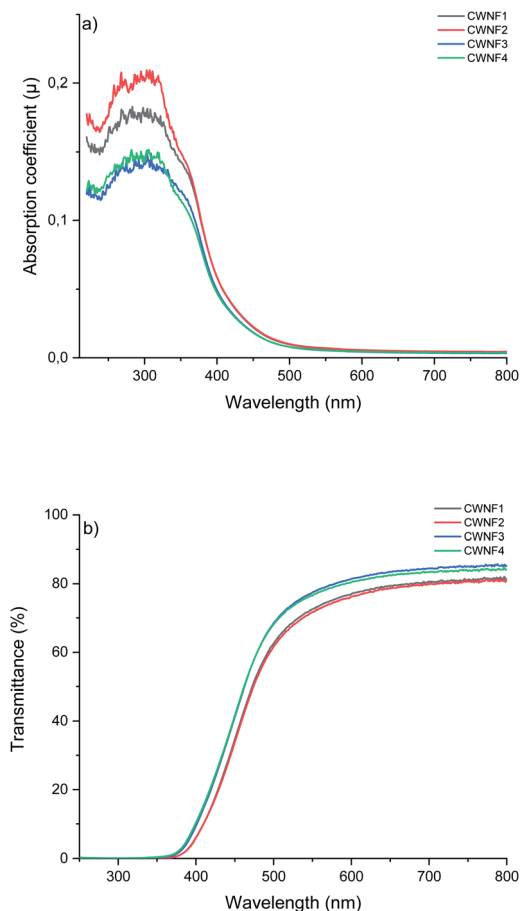 a)
CWNF1
CWNF2
CWNF3
CWNF4
0,2
0,1
0,0
Absorption coefficient (μ)
300 400 500 600 700 800
Wavelength (nm)
b)
CWNF1
CWNF2
CWNF3
CWNF4
100
80
60
40
20
0
Transmittance (%)
300 400 500 600 700 800
Wavelength (nm)